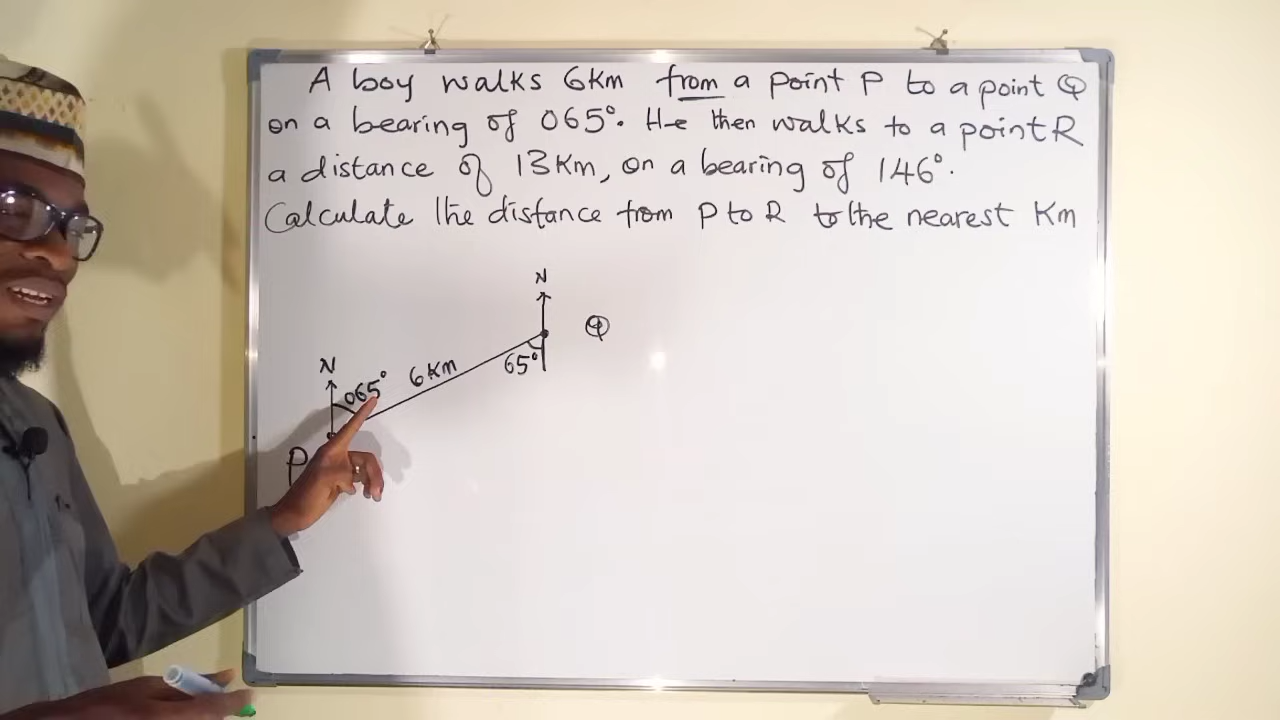 A boy walks 6Km from a point P to a point Q
on a bearing of 065°. He then walks to a point R
a distance of 13Km, on a bearing of 146°.
Calculate the distance from P to R to the nearest Km
N
Q
N
065° 6Km 65°
P